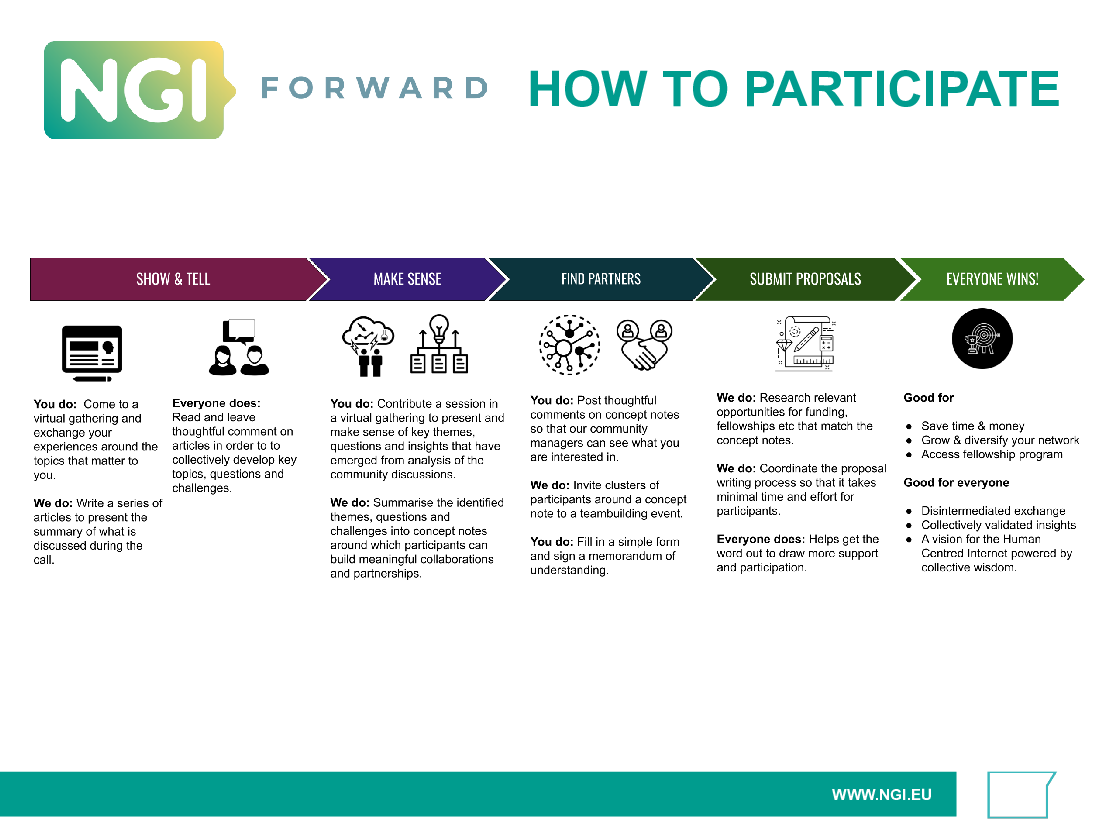 NGI FORWARD HOW TO PARTICIPATE
SHOW & TELL
MAKE SENSE
FIND PARTNERS
SUBMIT PROPOSALS
EVERYONE WINS!
You do:  Come to a
virtual gathering and
exchange your
experiences around the
topics that matter to
you.
We do: Write a series of
articles to present the
summary of what is
discussed during the
call.
Everyone does:
Read and leave
thoughtful comment on
articles in order to to
collectively develop key
topics, questions and
challenges.
You do: Contribute a session in
a virtual gathering to present and
make sense of key themes,
questions and insights that have
emerged from analysis of the
community discussions.
We do: Summarise the identified
themes, questions and
challenges into concept notes
around which participants can
build meaningful collaborations
and partnerships.
You do: Post thoughtful
comments on concept notes
so that our community
managers can see what you
are interested in.
We do: Invite clusters of
participants around a concept
note to a teambuilding event.
You do: Fill in a simple form
and sign a memorandum of
understanding.
We do: Research relevant
opportunities for funding,
fellowships etc that match the
concept notes.
We do: Coordinate the proposal
writing process so that it takes
minimal time and effort for
participants.
Everyone does: Helps get the
word out to draw more support
and participation.
Good for
● Save time & money
● Grow & diversify your network
● Access fellowship program
Good for everyone
● Disintermediated exchange
● Collectively validated insights
● A vision for the Human
Centred Internet powered by
collective wisdom.
WWW.NGI.EU